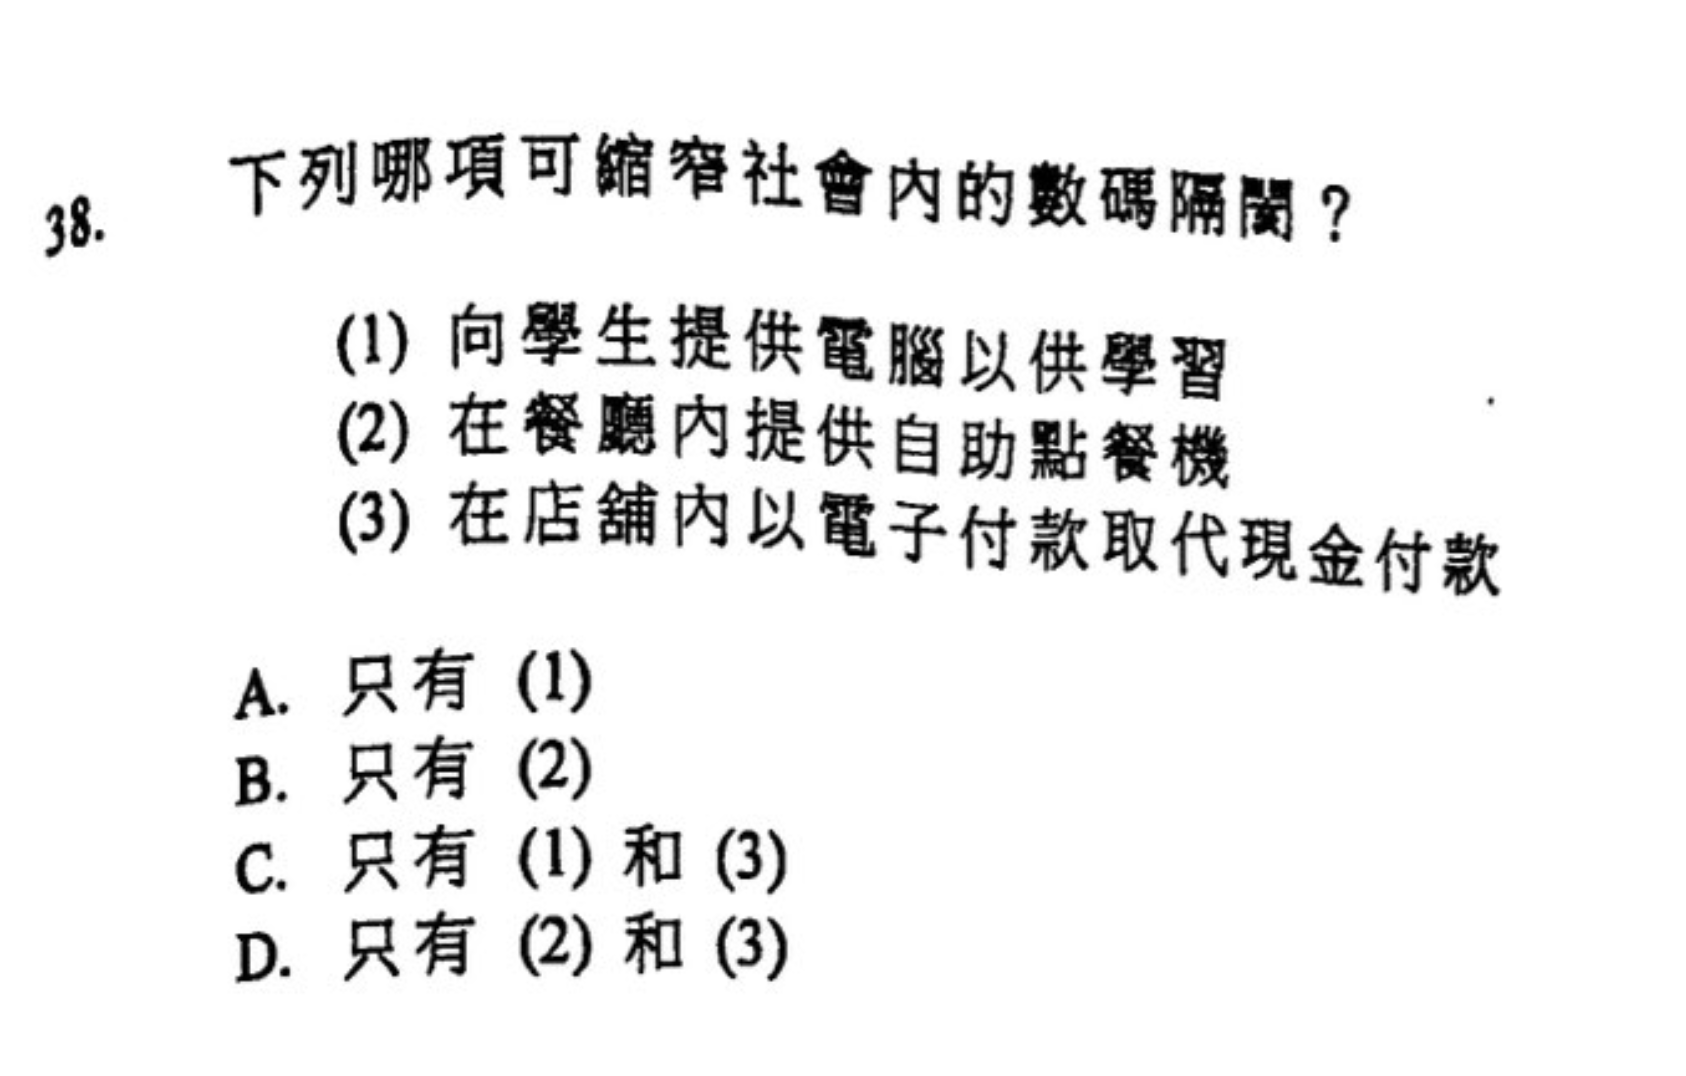 38. 下列哪項可縮窄社會內的數碼隔閡？
(1) 向學生提供電腦以供學習
(2) 在餐廳內提供自助點餐機
(3) 在店舖內以電子付款取代現金付款
A. 只有 (1)
B. 只有 (2)
C. 只有 (1) 和 (3)
D. 只有 (2) 和 (3)